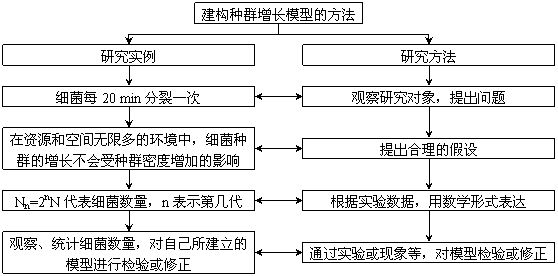 建构种群增长模型的方法
研究实例
研究方法
细菌每 20 min 分裂一次
观察研究对象，提出问题
在资源和空间无限多的环境中，细菌种
群的增长不会受种群密度增加的影响
提出合理的假设
Nₙ=2ⁿN 代表细菌数量，n 表示第几代
根据实验数据，用数学形式表达
观察、统计细菌数量，对自己所建立的
模型进行检验或修正
通过实验或现象等，对模型检验或修正